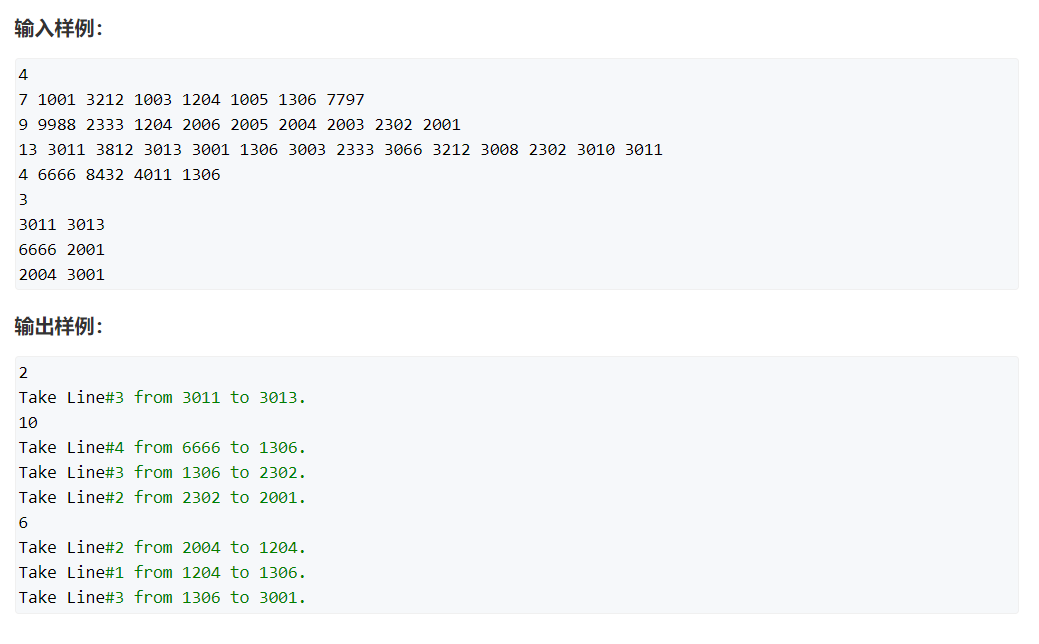 输入样例:
4
7 1001 3212 1003 1204 1005 1306 7797
9 9988 2333 1204 2006 2005 2004 2003 2302 2001
13 3011 3812 3013 3001 1306 3003 2333 3066 3212 3008 2302 3010 3011
4 6666 8432 4011 1306
3
3011 3013
6666 2001
2004 3001
输出样例:
2
Take Line#3 from 3011 to 3013.
10
Take Line#4 from 6666 to 1306.
Take Line#3 from 1306 to 2302.
Take Line#2 from 2302 to 2001.
6
Take Line#2 from 2004 to 1204.
Take Line#1 from 1204 to 1306.
Take Line#3 from 1306 to 3001.